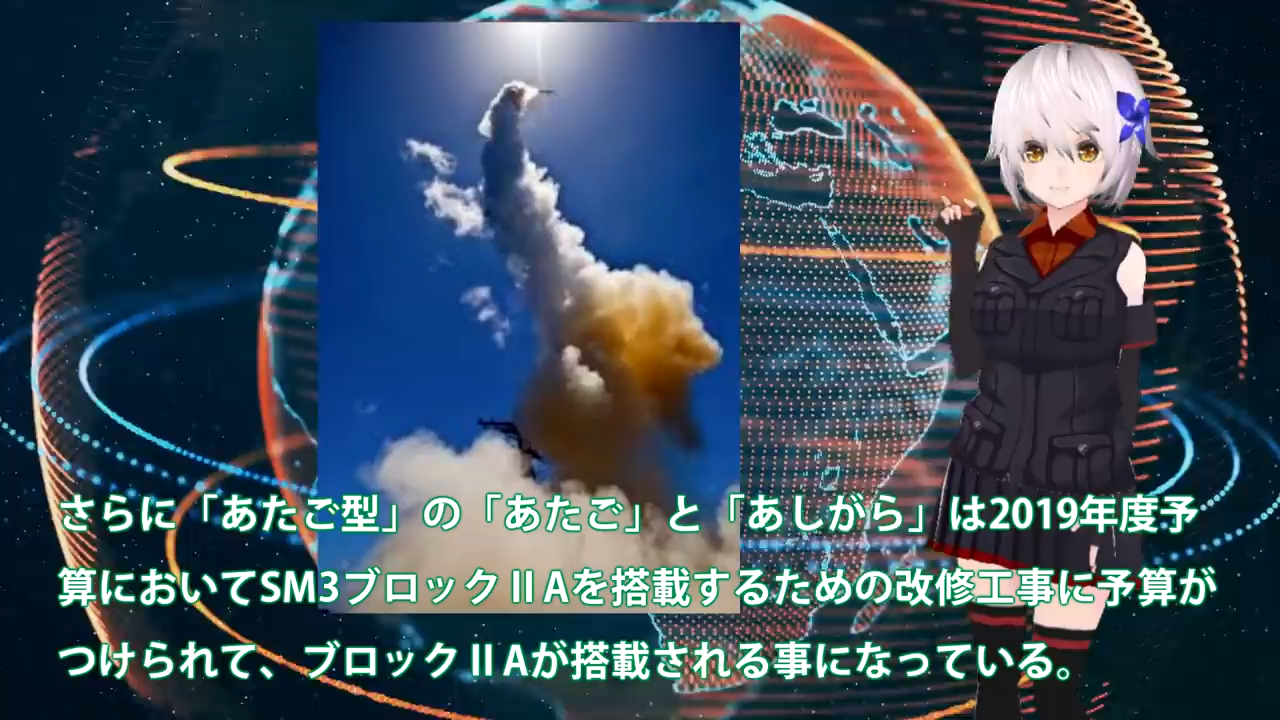 さらに「あたご型」の「あたご」と「あしがら」は2019年度予
算においてSM3ブロックⅡAを搭載するための改修工事に予算が
つけられて、ブロックⅡAが搭載される事になっている。